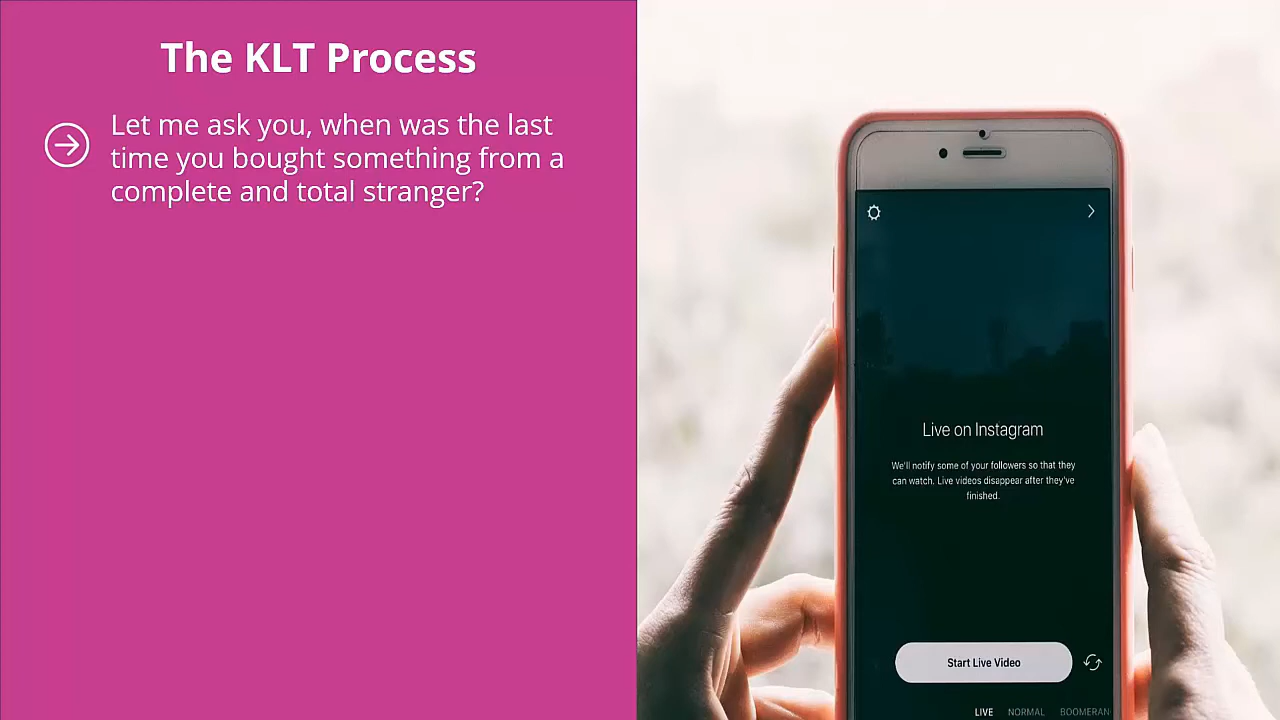 The KLT Process
Let me ask you, when was the last
time you bought something from a
complete and total stranger?
Live on Instagram
We'll notify some of your followers so that they
can watch. Live videos disappear after they've
finished.
Start Live Video
LIVE NORMAL BOOMERAN